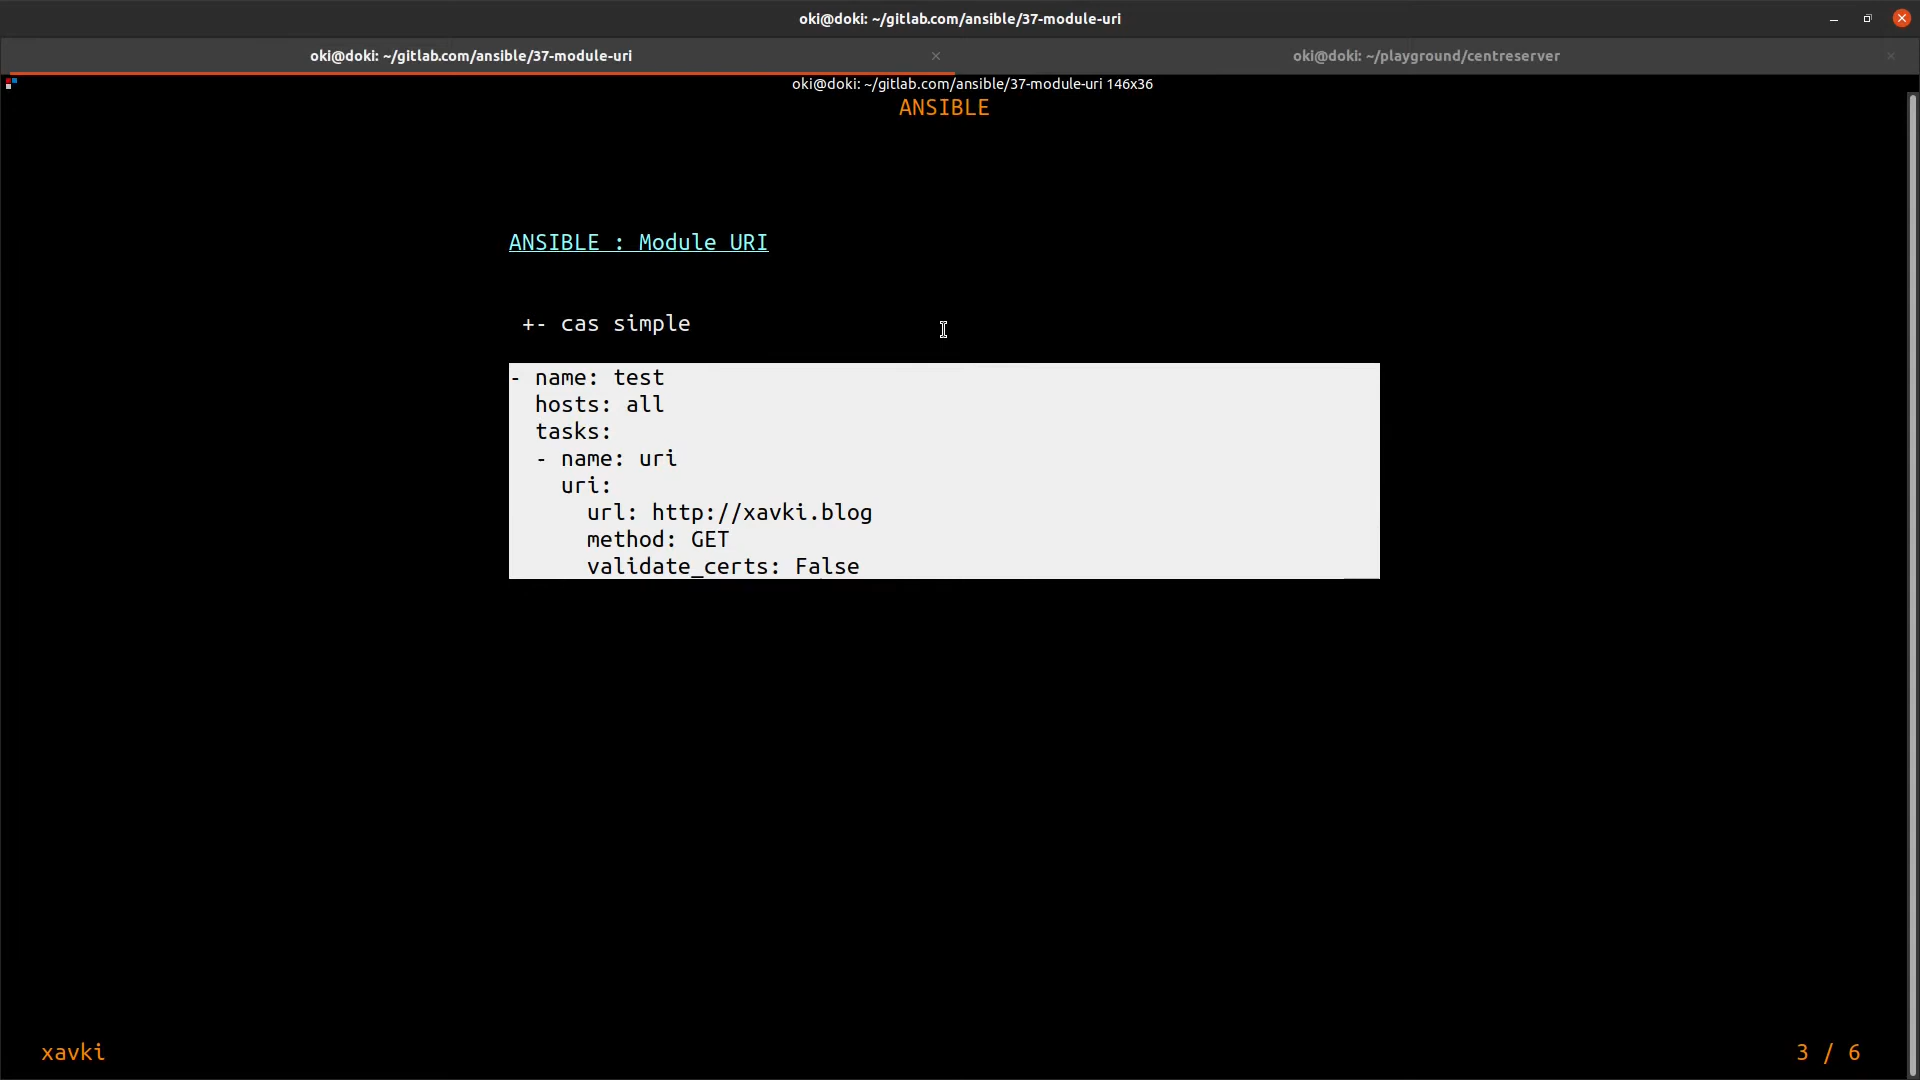 oki@doki: ~/gitlab.com/ansible/37-module-uri
oki@doki: ~/gitlab.com/ansible/37-module-uri
oki@doki: ~/playground/centreserver
oki@doki: ~/gitlab.com/ansible/37-module-uri 146x36
ANSIBLE
ANSIBLE : Module URI
+- cas simple
- name: test
  hosts: all
  tasks:
  - name: uri
    uri:
      url: http://xavki.blog
      method: GET
      validate_certs: False
xavki
3 / 6